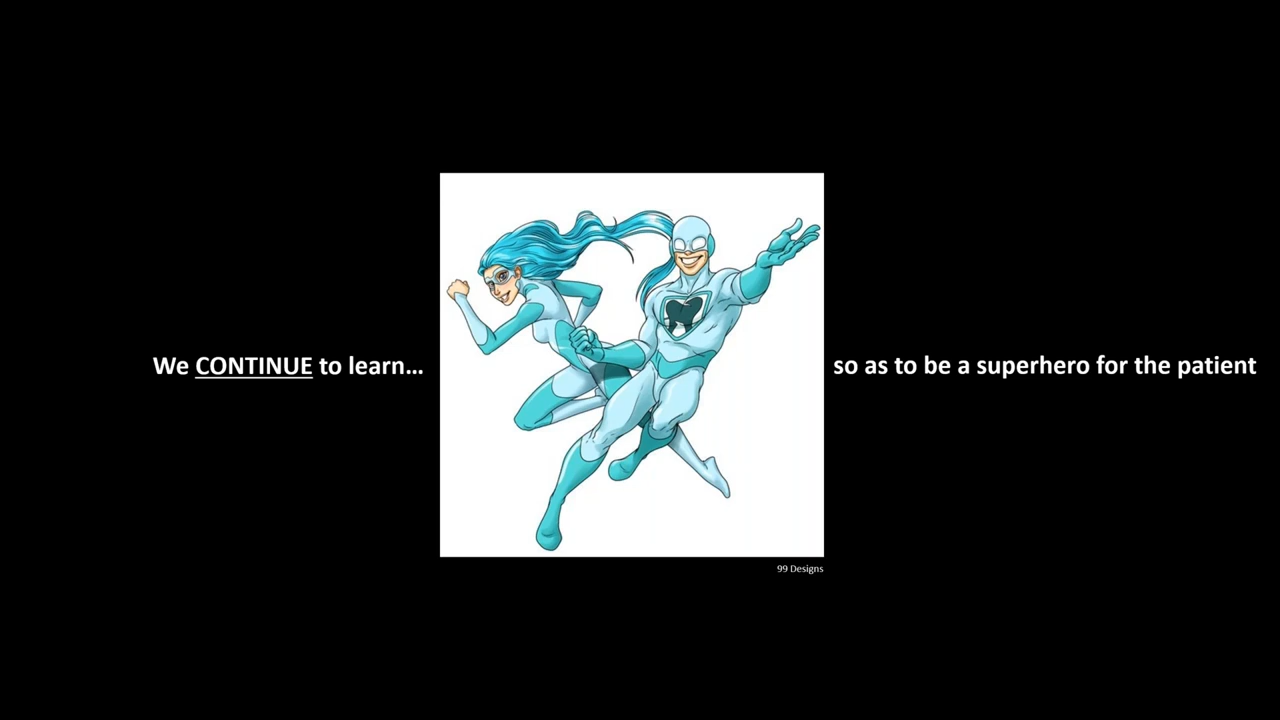 We CONTINUE to learn…
so as to be a superhero for the patient
99 Designs